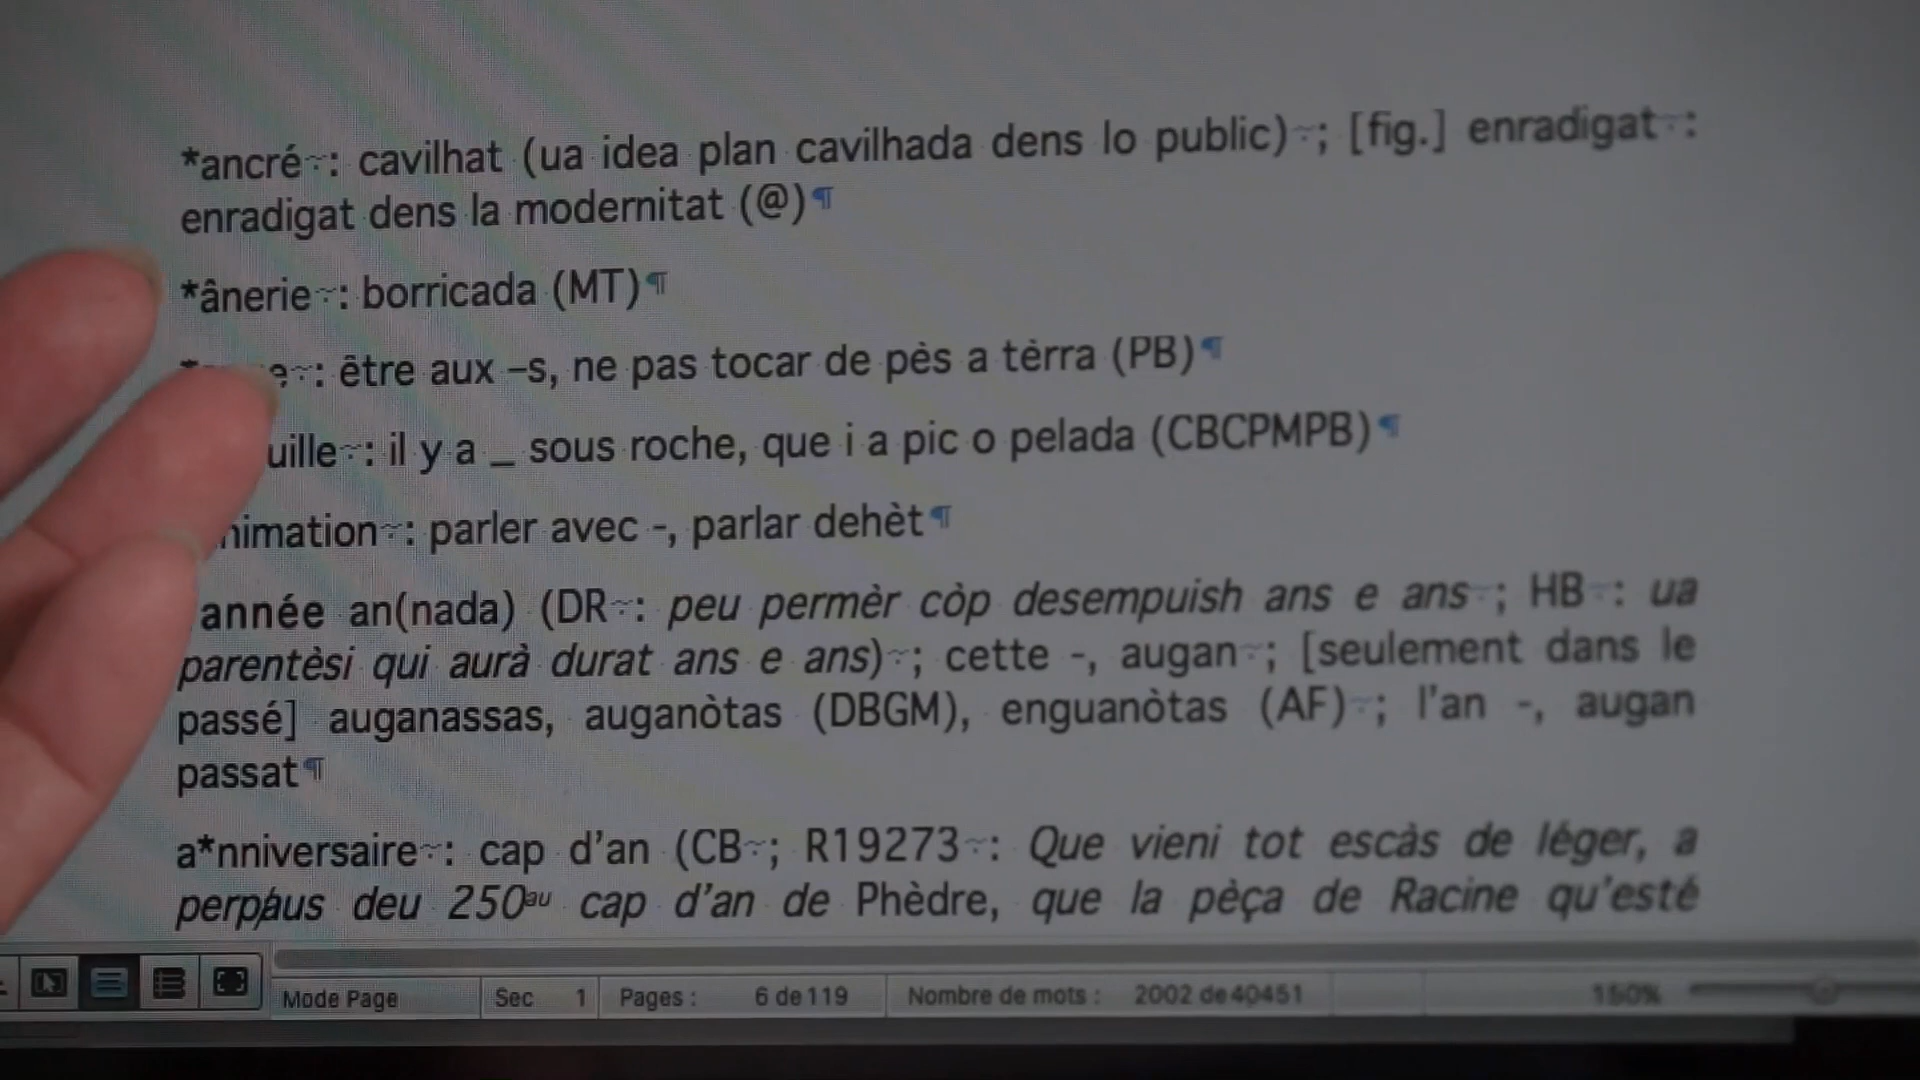 *ancré : cavilhat (ua idea plan cavilhada dens lo public) ; [fig.] enradigat :
enradigat dens la modernitat (@)¶
*ânerie : borricada (MT)¶
: être aux –s, ne pas tocar de pès a tèrra (PB)¶
uille : il y a _ sous roche, que i a pic o pelada (CBCPMPB)¶
nimation : parler avec -, parlar dehèt¶
année an(nada) (DR : peu permèr còp desempuish ans e ans ; HB : ua
parentèsi qui aurà durat ans e ans) ; cette -, augan ; [seulement dans le
passé] auganassas, auganòtas (DBGM), enguanòtas (AF) ; l'an -, augan
passat¶
a*nniversaire : cap d’an (CB ; R19273 : Que vieni tot escàs de léger, a
perpaus deu 250au cap d’an de Phèdre, que la pèça de Racine qu’esté
Mode Page Sec 1 Pages : 6 de 119 Nombre de mots : 2002 de 40451 150%